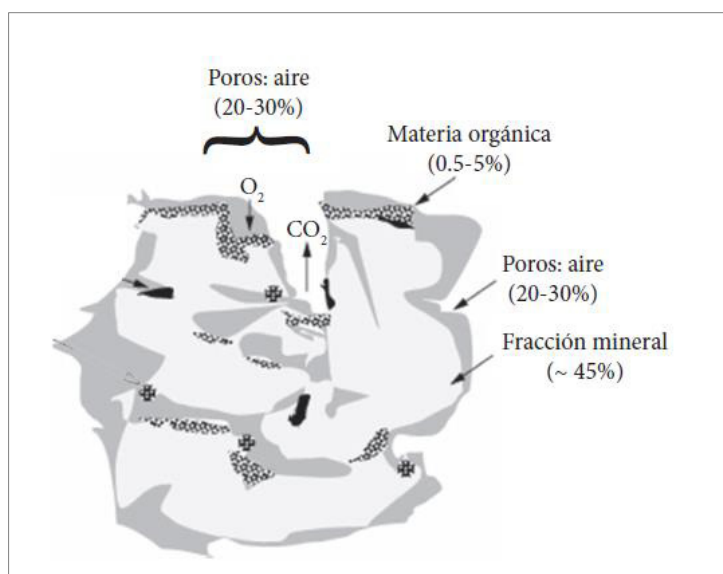 Poros: aire
(20-30%)
Materia orgánica
(0.5-5%)
O2
CO2
Poros: aire
(20-30%)
Fracción mineral
(~ 45%)